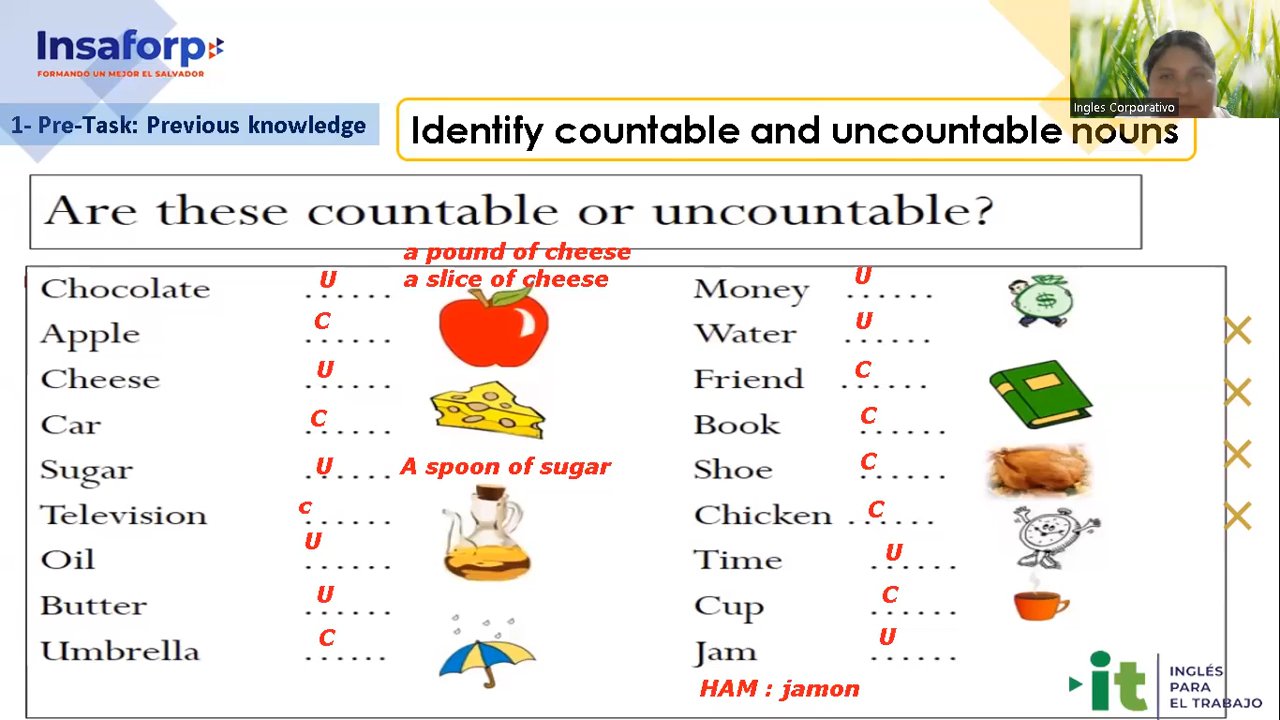 Insaforp
FORMANDO UN MEJOR EL SALVADOR
Ingles Corporativo
1- Pre-Task: Previous knowledge
Identify countable and uncountable nouns
Are these countable or uncountable?
a pound of cheese
a slice of cheese
Chocolate ...... U
Apple ...... C
Cheese ...... U
Car ...... C
Sugar ...... U A spoon of sugar
Television ...... c
Oil ...... U
Butter ...... U
Umbrella ...... C
Money ...... U
$
Water ...... U
Friend ...... C
Book ...... C
Shoe ...... C
Chicken ...... C
Time ...... U
Cup ...... C
Jam ...... U
HAM : jamon
it
INGLÉS
PARA
EL TRABAJO